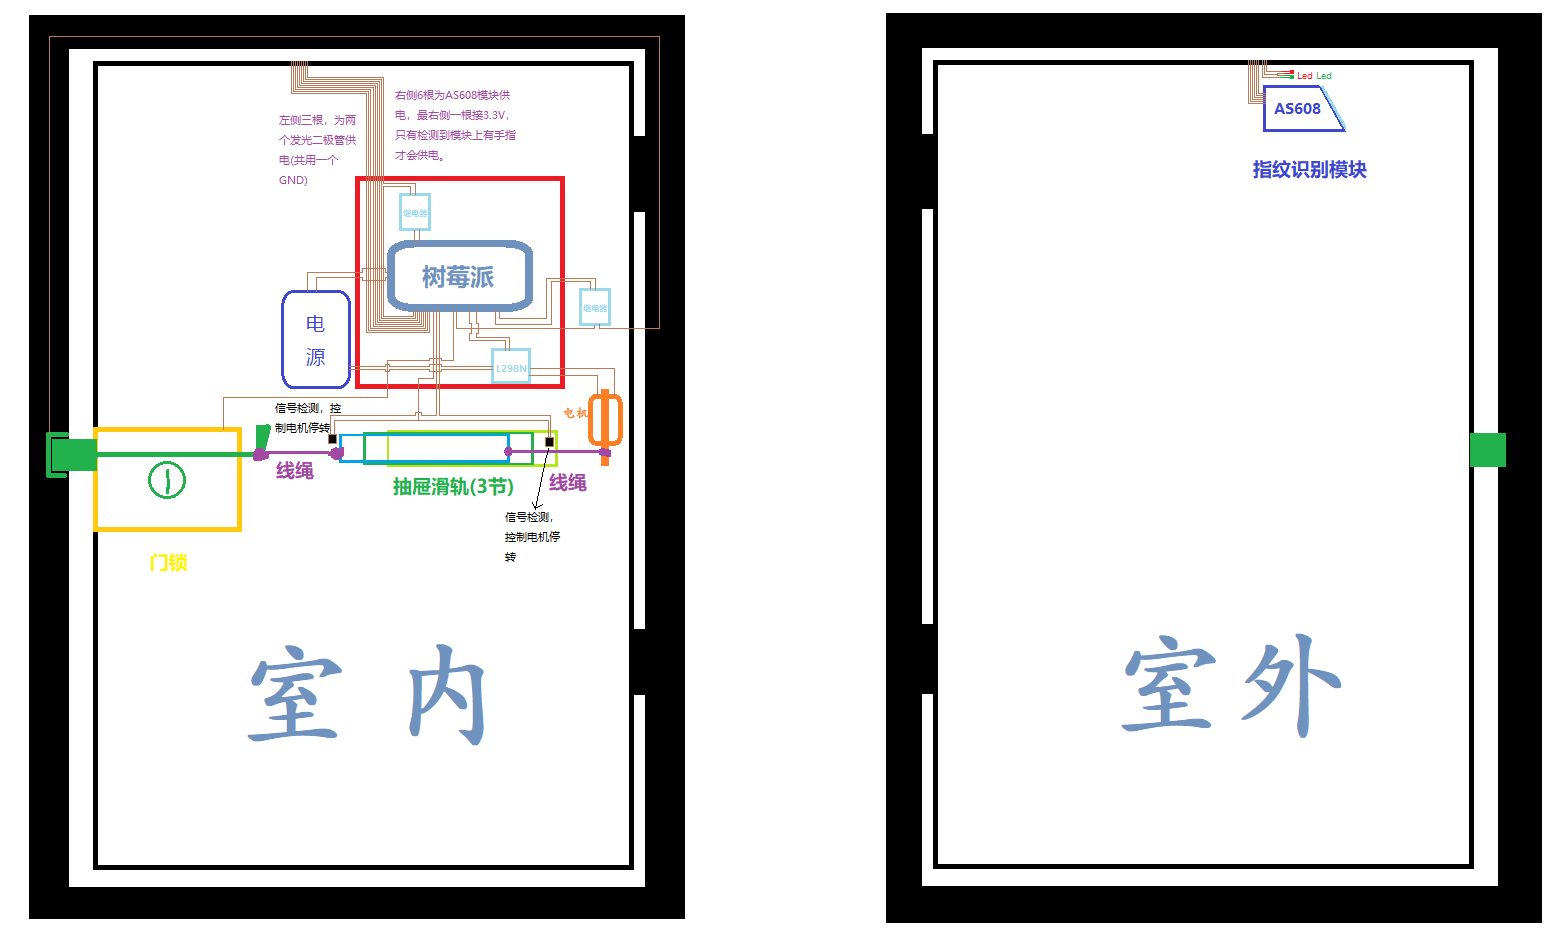 左侧三根，为两
个发光二极管供
电(共用一个
GND)
右侧6根为AS608模块供
电，最右侧一根接3.3V，
只有检测到模块上有手指
才会供电。
继电器
树莓派
继电器
电
源
L298N
信号检测，控
制电机停转
电机
线绳
抽屉滑轨(3节)
线绳
1
门锁
信号检测，
控制电机停
转
室 内
Led Led
AS608
指纹识别模块
室外